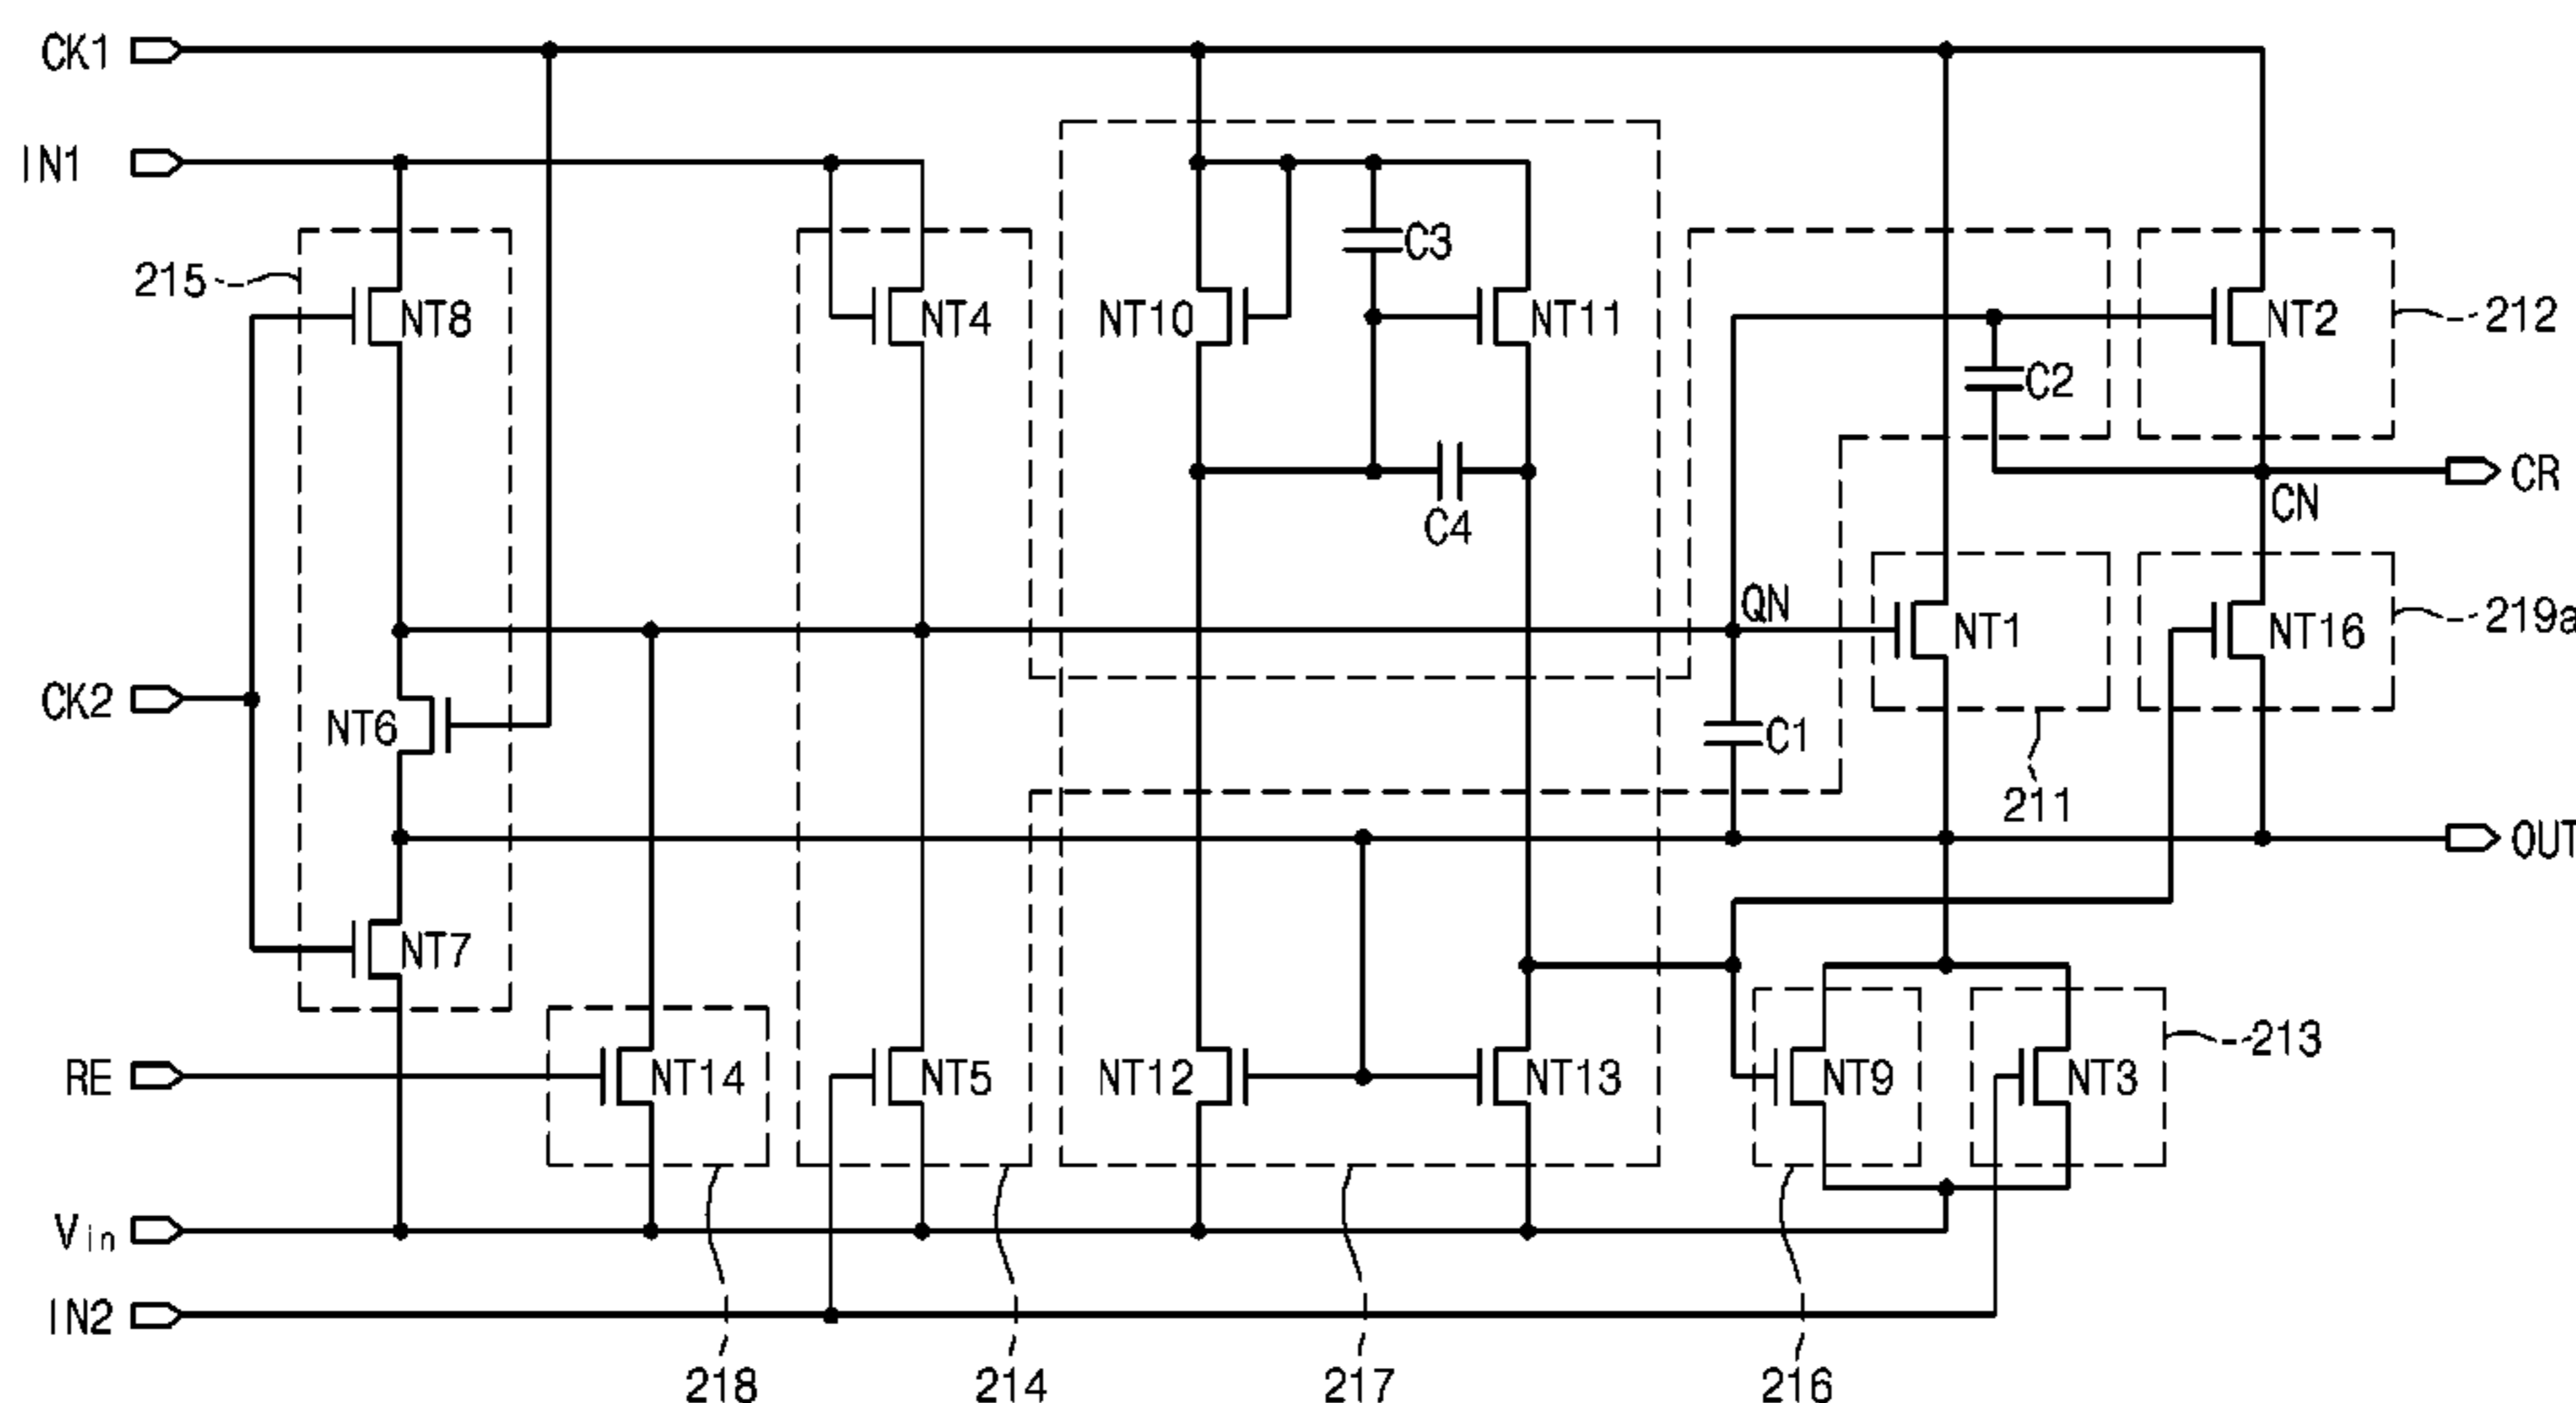 CK1
IN1
C3
215
NT8
NT4
NT10
NT11
NT2
212
C2
CR
CN
C4
QN
NT1
NT16
219a
CK2
NT6
C1
211
OUT
NT7
RE
NT14
NT5
NT12
NT13
NT9
NT3
213
Vin
IN2
218
214
217
216